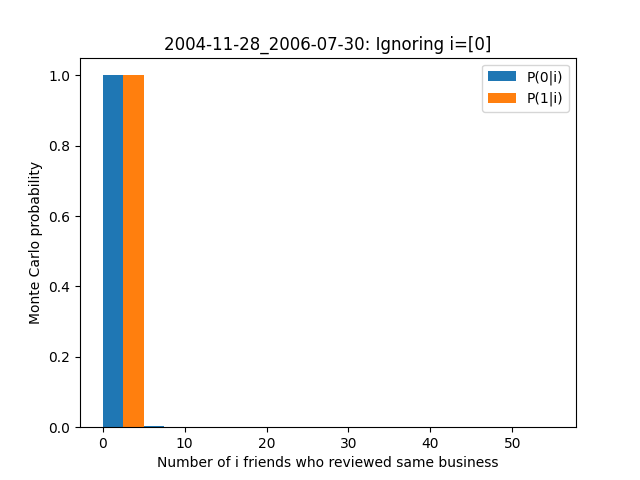 2004-11-28_2006-07-30: Ignoring i=[0]
P(0|i)
P(1|i)
Monte Carlo probability
1.0
0.8
0.6
0.4
0.2
0.0
0 10 20 30 40 50
Number of i friends who reviewed same business